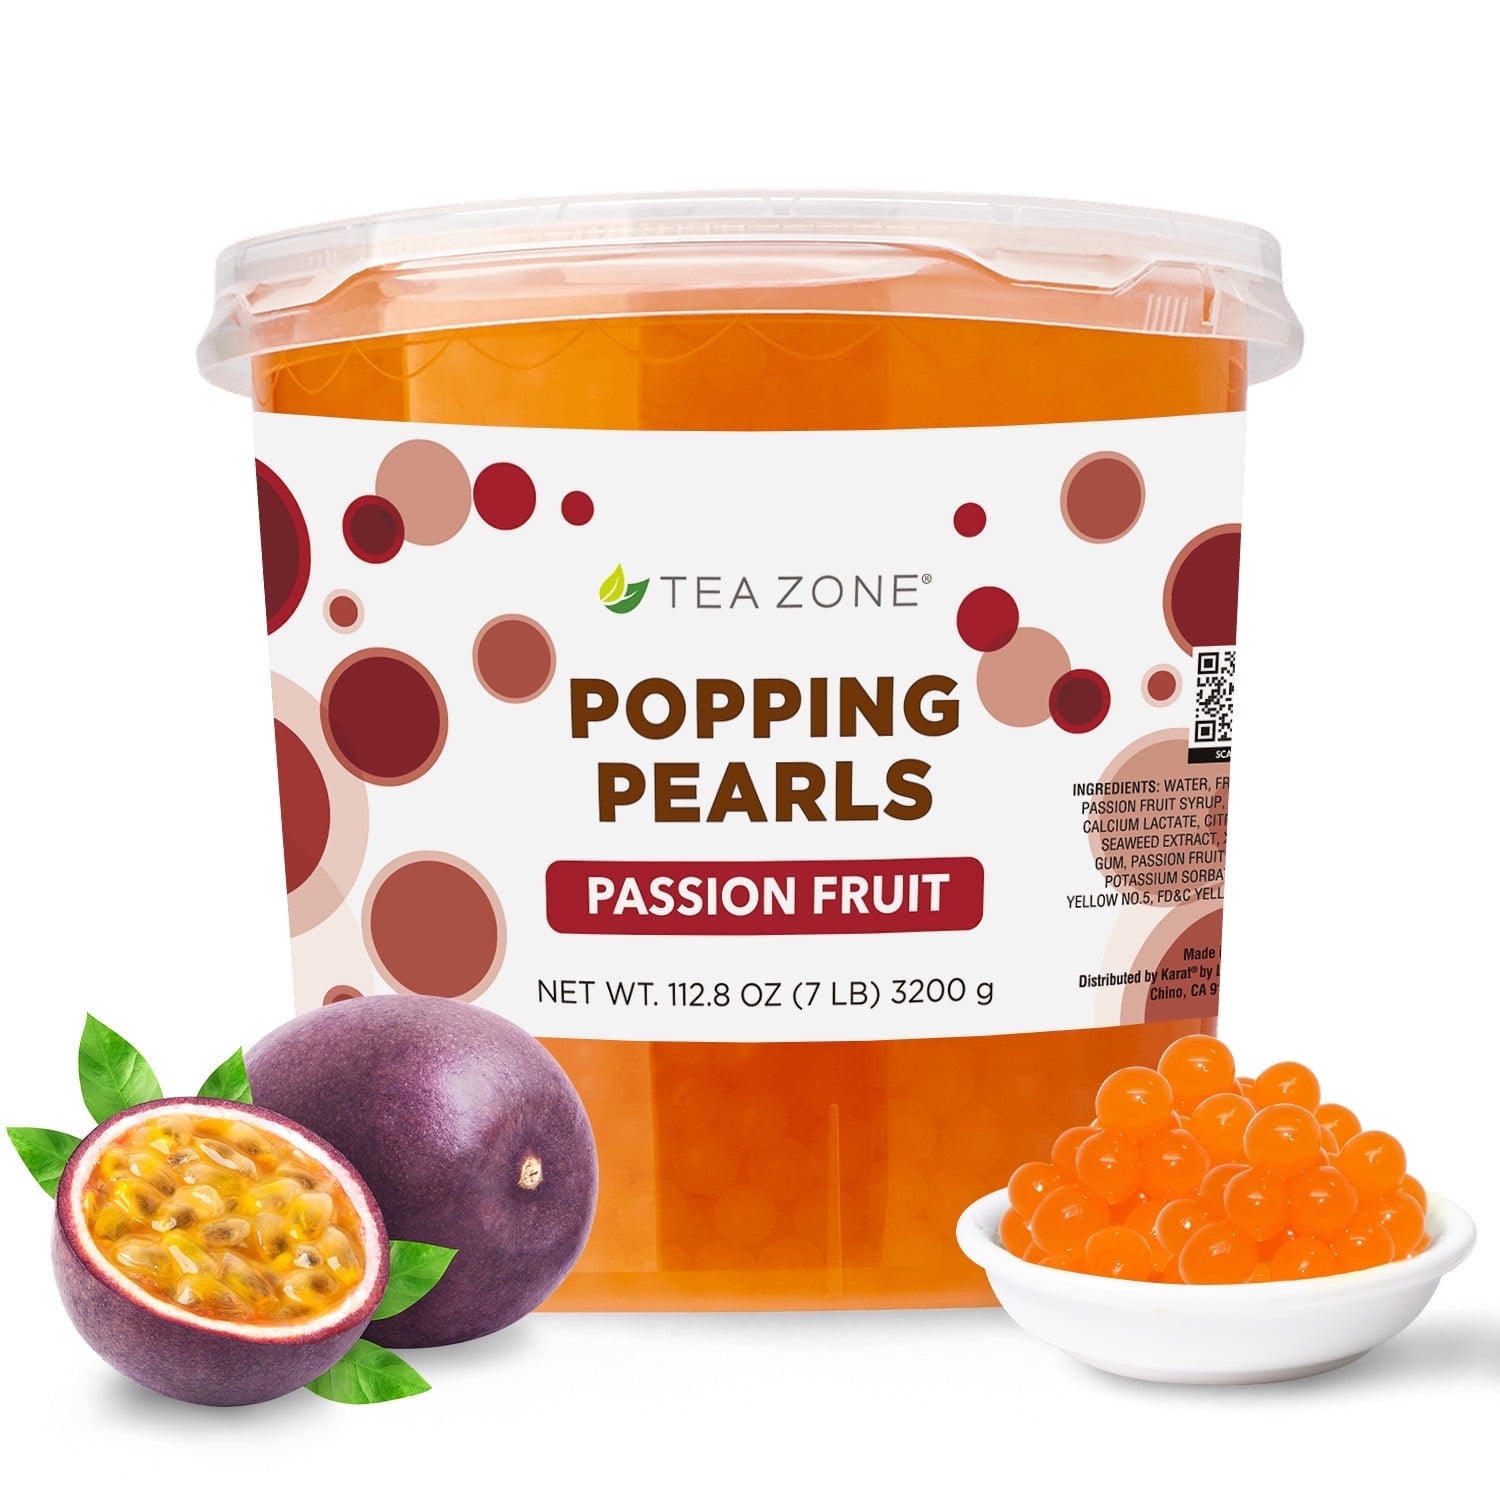 TEA ZONE®
POPPING
PEARLS
PASSION FRUIT
NET WT. 112.8 OZ (7 LB) 3200 g
INGREDIENTS: WATER,
PASSION FRUIT SYRUP,
CALCIUM LACTATE,
SEAWEED EXTRACT,
GUM, PASSION FRUIT
POTASSIUM
YELLOW NO.5, FD&C
Made
Distributed by Karat® by
Chino, CA